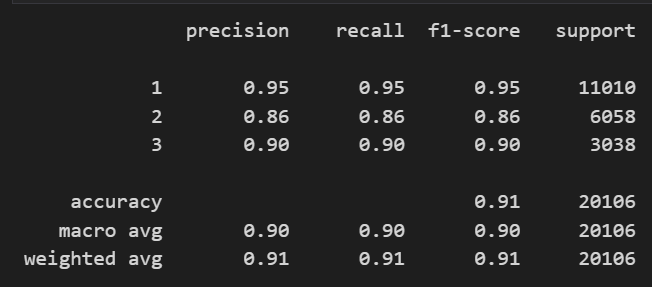 precision recall f1-score support
1 0.95 0.95 0.95 11010
2 0.86 0.86 0.86 6058
3 0.90 0.90 0.90 3038
accuracy 0.91 20106
macro avg 0.90 0.90 0.90 20106
weighted avg 0.91 0.91 0.91 20106